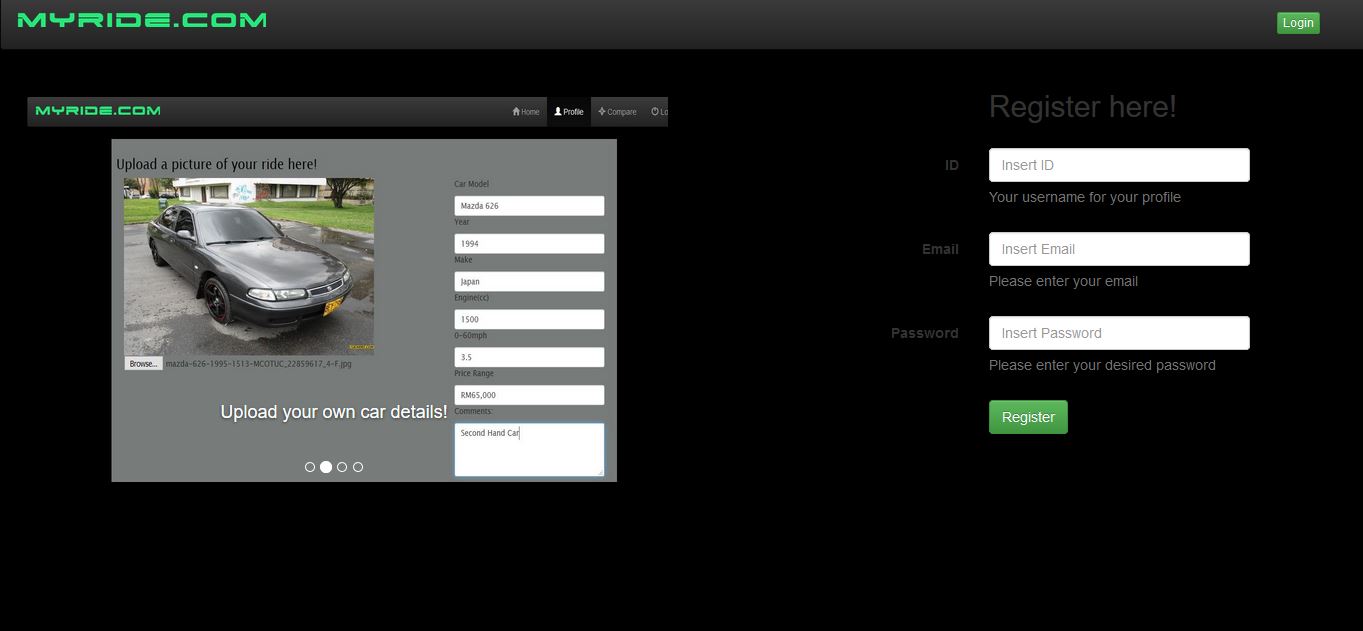 MYRIDE.COM
Login
MYRIDE.COM
Home Profile Compare Lo
Upload a picture of your ride here!
Car Model
Mazda 626
Year
1994
Make
Japan
Engine(cc)
1500
0-60mph
3.5
Price Range
RM65,000
Comments:
Second Hand Car
Browse... mazda-626-1995-1513-MCOTUC_22859617_4-F.jpg
Upload your own car details!
Register here!
ID
Insert ID
Your username for your profile
Email
Insert Email
Please enter your email
Password
Insert Password
Please enter your desired password
Register